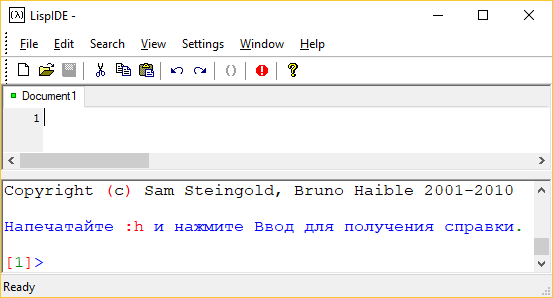 (λ) LispIDE -
File Edit Search View Settings Window Help
Document1
1
Copyright (c) Sam Steingold, Bruno Haible 2001-2010
Напечатайте :h и нажмите Ввод для получения справки.
[1]>
Ready